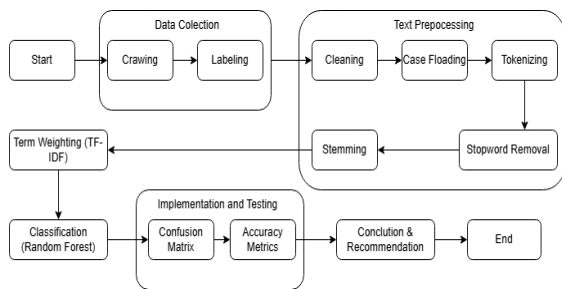 Data Colection
Text Prepocessing
Start
Crawing
Labeling
Cleaning
Case Floading
Tokenizing
Term Weighting (TF-
IDF)
Stemming
Stopword Removal
Implementation and Testing
Classification
(Random Forest)
Confusion
Matrix
Accuracy
Metrics
Conclution &
Recommendation
End